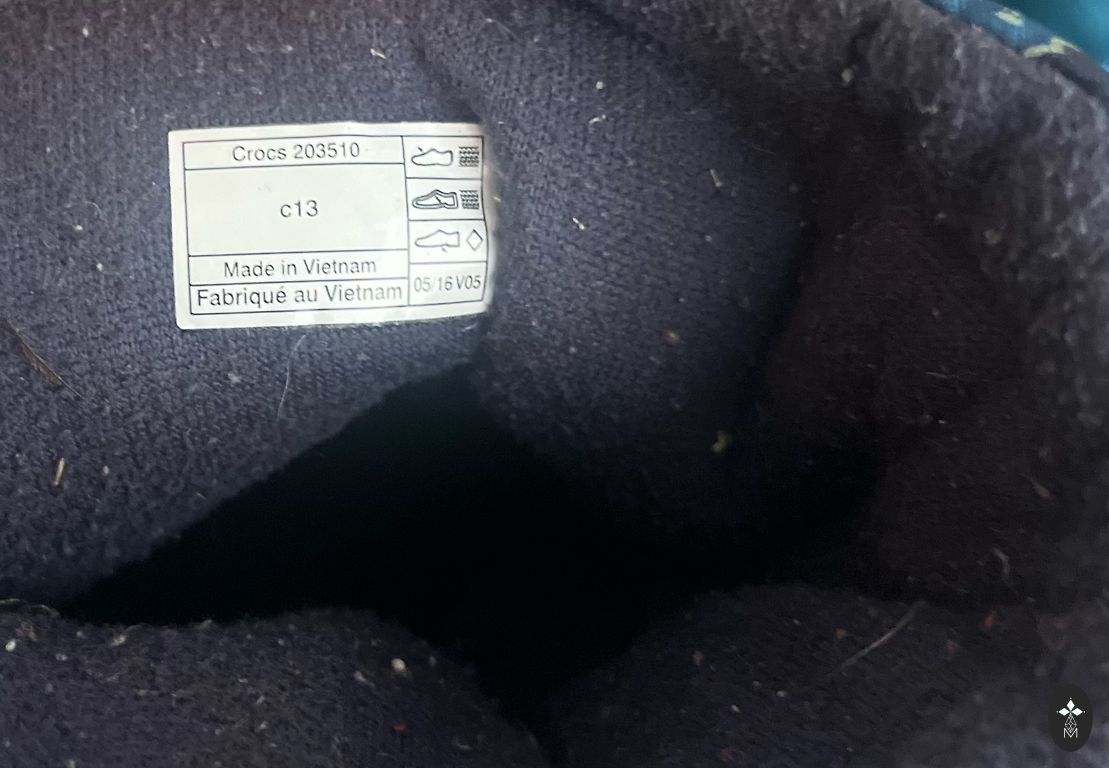 Crocs 203510
c13
Made in Vietnam
Fabriqué au Vietnam
05/16 V05
M